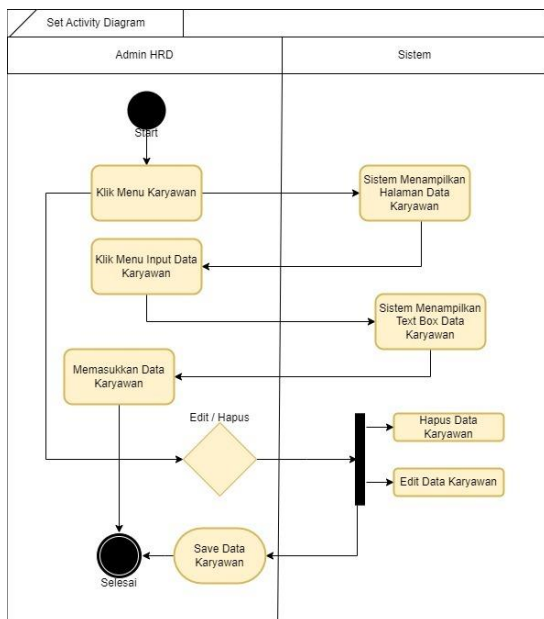 Set Activity Diagram
Admin HRD
Sistem
Start
Klik Menu Karyawan
Sistem Menampilkan
Halaman Data
Karyawan
Klik Menu Input Data
Karyawan
Sistem Menampilkan
Text Box Data
Karyawan
Memasukkan Data
Karyawan
Edit / Hapus
Hapus Data
Karyawan
Edit Data Karyawan
Save Data
Karyawan
Selesai